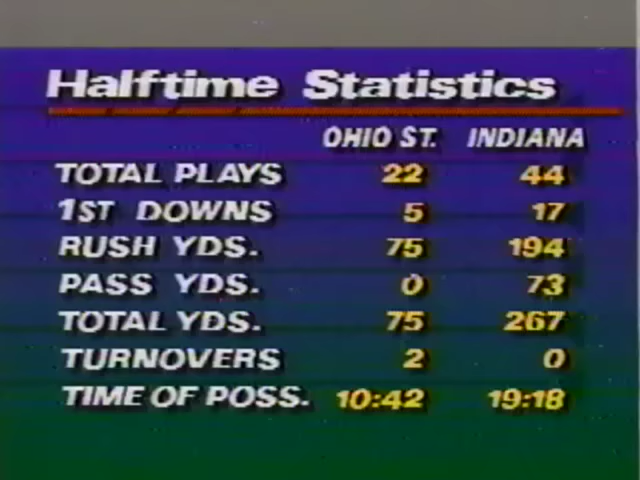 Halftime Statistics
OHIO ST. INDIANA
TOTAL PLAYS 22 44
1ST DOWNS 5 17
RUSH YDS. 75 194
PASS YDS. 0 73
TOTAL YDS. 75 267
TURNOVERS 2 0
TIME OF POSS. 10:42 19:18